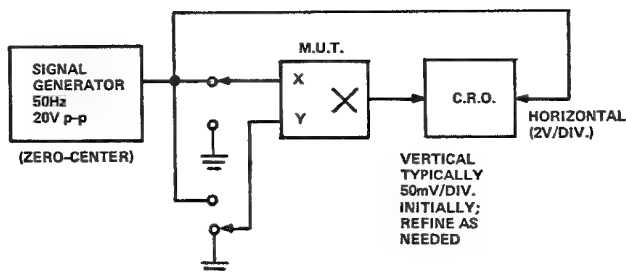 M.U.T.
SIGNAL
GENERATOR
50Hz
20V p-p
(ZERO-CENTER)
X
Y
C.R.O.
HORIZONTAL
(2V/DIV.)
VERTICAL
TYPICALLY
50mV/DIV.
INITIALLY;
REFINE AS
NEEDED